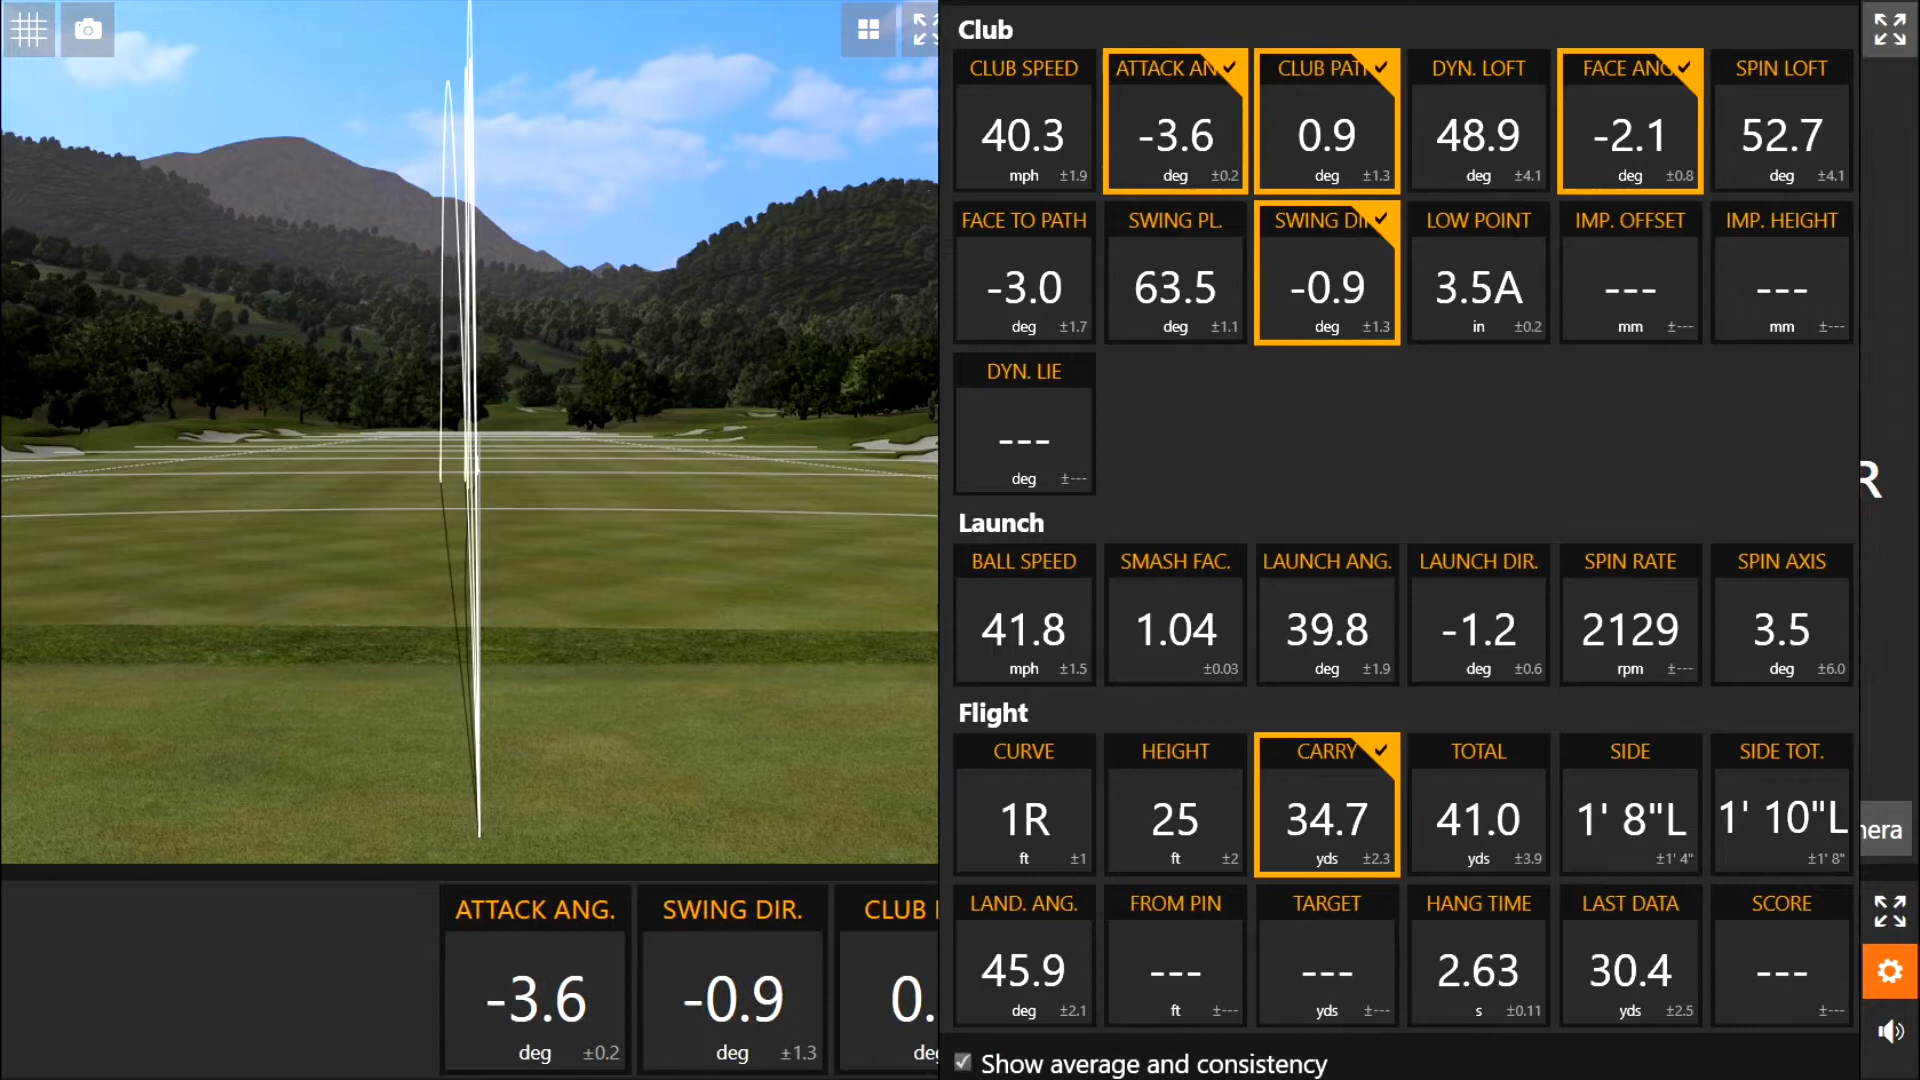 Club
CLUB SPEED
40.3
mph ±1.9
ATTACK AN
-3.6
deg ±0.2
CLUB PATH
0.9
deg ±1.3
DYN. LOFT
48.9
deg ±4.1
FACE ANG
-2.1
deg ±0.8
SPIN LOFT
52.7
deg ±4.1
FACE TO PATH
-3.0
deg ±1.7
SWING PL.
63.5
deg ±1.1
SWING DI
-0.9
deg ±1.3
LOW POINT
3.5A
in ±0.2
IMP. OFFSET
---
mm ±---
IMP. HEIGHT
---
mm ±---
DYN. LIE
---
deg ±---
Launch
BALL SPEED
41.8
mph ±1.5
SMASH FAC.
1.04
±0.03
LAUNCH ANG.
39.8
deg ±1.9
LAUNCH DIR.
-1.2
deg ±0.6
SPIN RATE
2129
rpm ±---
SPIN AXIS
3.5
deg ±6.0
Flight
CURVE
1R
ft ±1
HEIGHT
25
ft ±2
CARRY
34.7
yds ±2.3
TOTAL
41.0
yds ±3.9
SIDE
1' 8"L
±1' 4"
SIDE TOT.
1' 10"L
±1' 8"
LAND. ANG.
45.9
deg ±2.1
FROM PIN
---
ft ±---
TARGET
---
yds ±---
HANG TIME
2.63
s ±0.11
LAST DATA
30.4
yds ±2.5
SCORE
---
±---
Show average and consistency
ATTACK ANG.
-3.6
deg ±0.2
SWING DIR.
-0.9
deg ±1.3
CLUB
0.
deg
R
nera